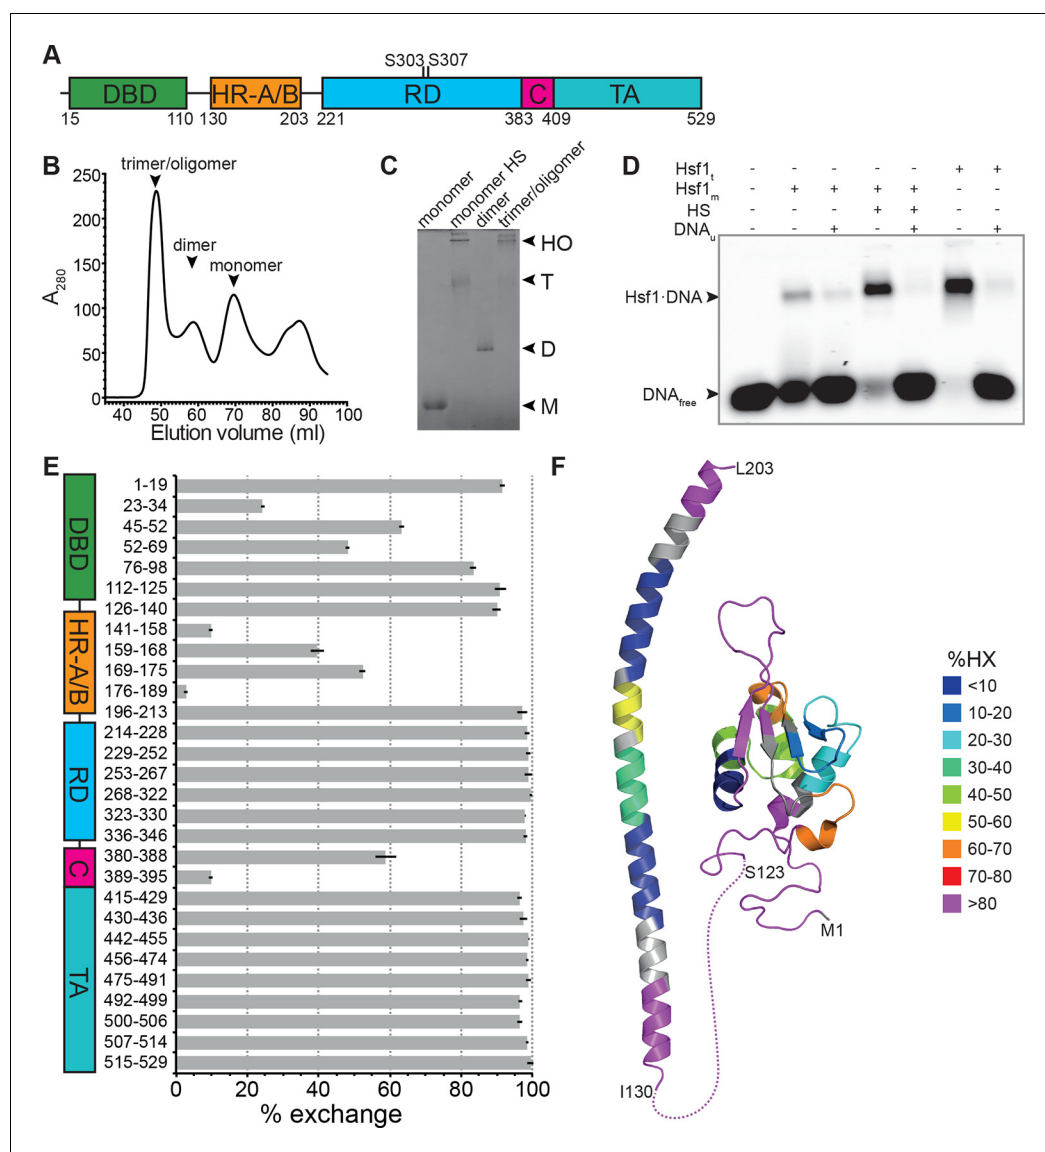 A
S303 S307
DBD HR-A/B RD C TA
15 110 130 203 221 383 409 529
B
trimer/oligomer
dimer
monomer
A280
250
200
150
100
50
0
40 50 60 70 80 90 100
Elution volume (ml)
C
monomer
monomer HS
dimer
trimer/oligomer
HO
T
D
M
D
Hsf1t - - - - - + +
Hsf1m - + + + + - -
HS - - - + + - -
DNAu - - + - + - +
Hsf1·DNA
DNAfree
E
DBD
HR-A/B
RD
C
TA
1-19
23-34
45-52
52-69
76-98
112-125
126-140
141-158
159-168
169-175
176-189
196-213
214-228
229-252
253-267
268-322
323-330
336-346
380-388
389-395
415-429
430-436
442-455
456-474
475-491
492-499
500-506
507-514
515-529
0 20 40 60 80 100
% exchange
F
L203
S123
M1
I130
%HX
<10
10-20
20-30
30-40
40-50
50-60
60-70
70-80
>80